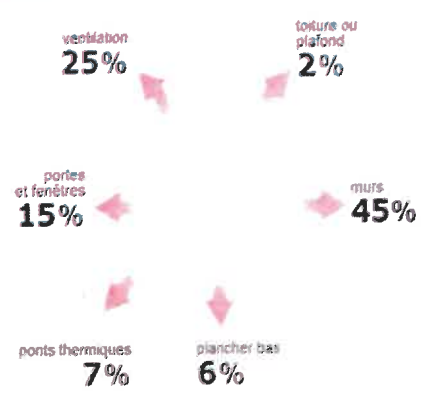 ventilation
25%
toiture ou
plafond
2%
portes
et fenêtres
15%
murs
45%
ponts thermiques
7%
plancher bas
6%